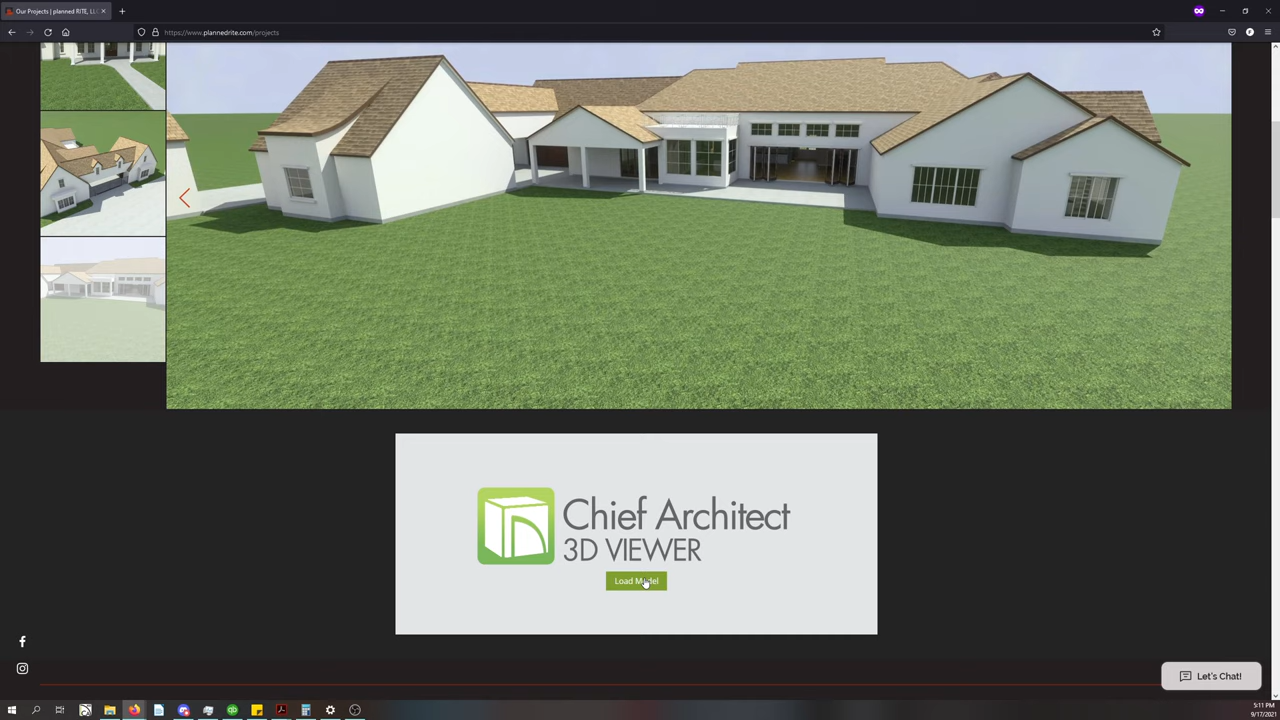 Our Projects | planned RITE, LL
https://www.plannedrite.com/projects
Chief Architect
3D VIEWER
Load Model
Let's Chat!
5:11 PM
9/17/2021